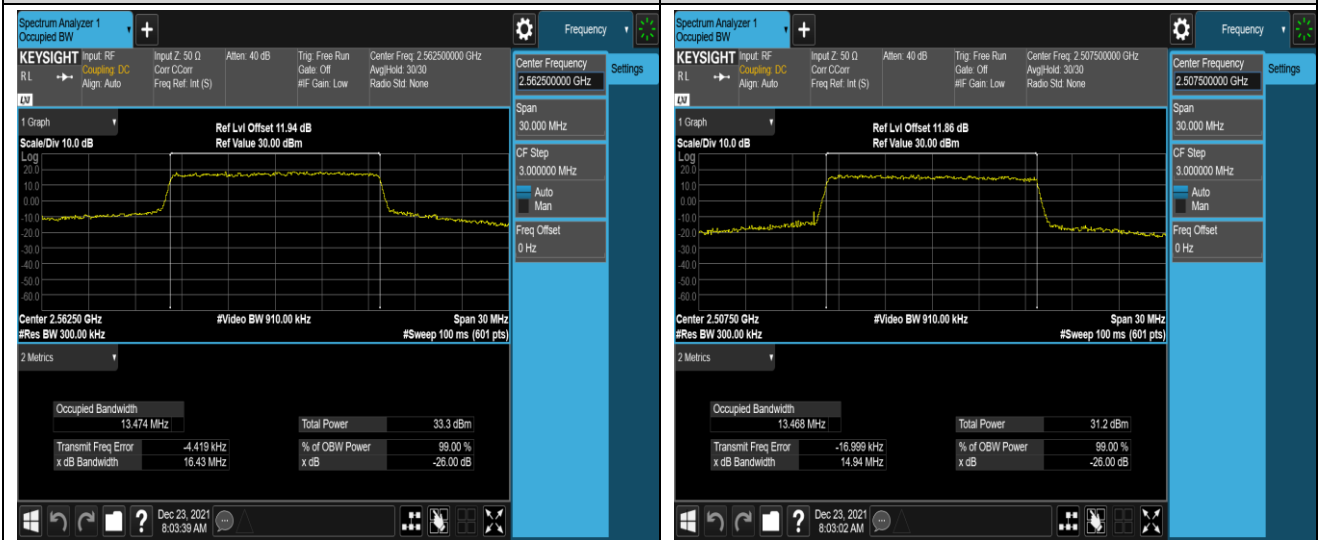 Spectrum Analyzer 1
Occupied BW
+
Frequency
KEYSIGHT Input: RF Input Z: 50 Ω Atten: 40 dB Trig: Free Run Center Freq: 2.562500000 GHz
RL Coupling: DC Corr CCorr Gate: Off Avg|Hold: 30/30
Align: Auto Freq Ref: Int (S) #IF Gain: Low Radio Std: None
LXI
Center Frequency
2.562500000 GHz
Settings
Span
30.000 MHz
CF Step
3.000000 MHz
Auto
Man
Freq Offset
0 Hz
1 Graph
Ref Lvl Offset 11.94 dB
Scale/Div 10.0 dB Ref Value 30.00 dBm
Log
20.0
10.0
0.00
-10.0
-20.0
-30.0
-40.0
-50.0
-60.0
Center 2.56250 GHz #Video BW 910.00 kHz Span 30 MHz
#Res BW 300.00 kHz #Sweep 100 ms (601 pts)
2 Metrics
Occupied Bandwidth
13.474 MHz Total Power 33.3 dBm
Transmit Freq Error -4.419 kHz % of OBW Power 99.00 %
x dB Bandwidth 16.43 MHz x dB -26.00 dB
? Dec 23, 2021
8:03:39 AM
Spectrum Analyzer 1
Occupied BW
+
Frequency
KEYSIGHT Input: RF Input Z: 50 Ω Atten: 40 dB Trig: Free Run Center Freq: 2.507500000 GHz
RL Coupling: DC Corr CCorr Gate: Off Avg|Hold: 30/30
Align: Auto Freq Ref: Int (S) #IF Gain: Low Radio Std: None
LXI
Center Frequency
2.507500000 GHz
Settings
Span
30.000 MHz
CF Step
3.000000 MHz
Auto
Man
Freq Offset
0 Hz
1 Graph
Ref Lvl Offset 11.86 dB
Scale/Div 10.0 dB Ref Value 30.00 dBm
Log
20.0
10.0
0.00
-10.0
-20.0
-30.0
-40.0
-50.0
-60.0
Center 2.50750 GHz #Video BW 910.00 kHz Span 30 MHz
#Res BW 300.00 kHz #Sweep 100 ms (601 pts)
2 Metrics
Occupied Bandwidth
13.468 MHz Total Power 31.2 dBm
Transmit Freq Error -16.999 kHz % of OBW Power 99.00 %
x dB Bandwidth 14.94 MHz x dB -26.00 dB
? Dec 23, 2021
8:03:02 AM